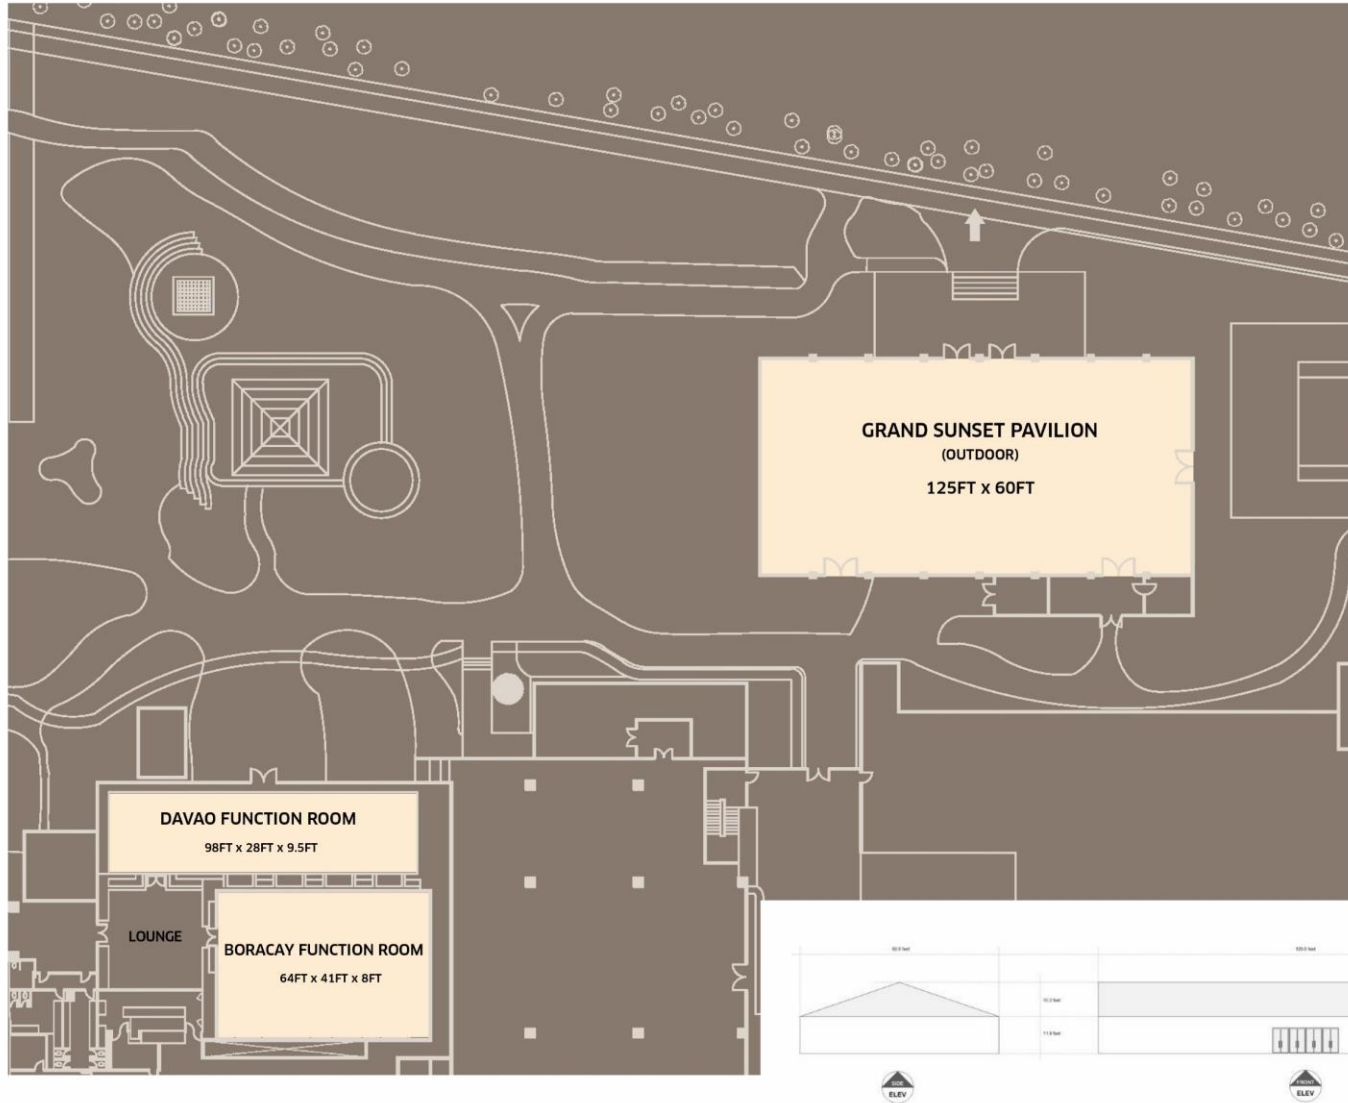 GRAND SUNSET PAVILION
(OUTDOOR)
125FT x 60FT
DAVAO FUNCTION ROOM
98FT x 28FT x 9.5FT
LOUNGE
BORACAY FUNCTION ROOM
64FT x 41FT x 8FT
SIDE
ELEV
FRONT
ELEV